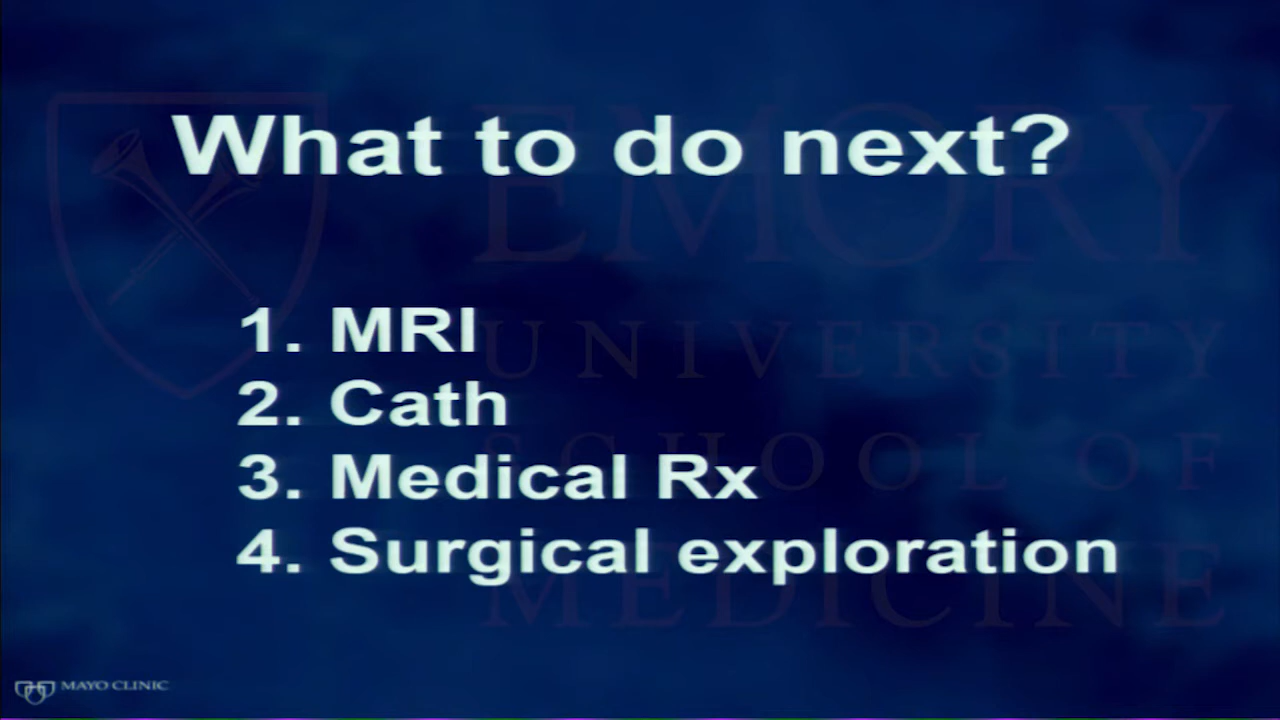 What to do next?
1. MRI
2. Cath
3. Medical Rx
4. Surgical exploration
EMORY
UNIVERSITY
SCHOOL OF
MEDICINE
MAYO CLINIC